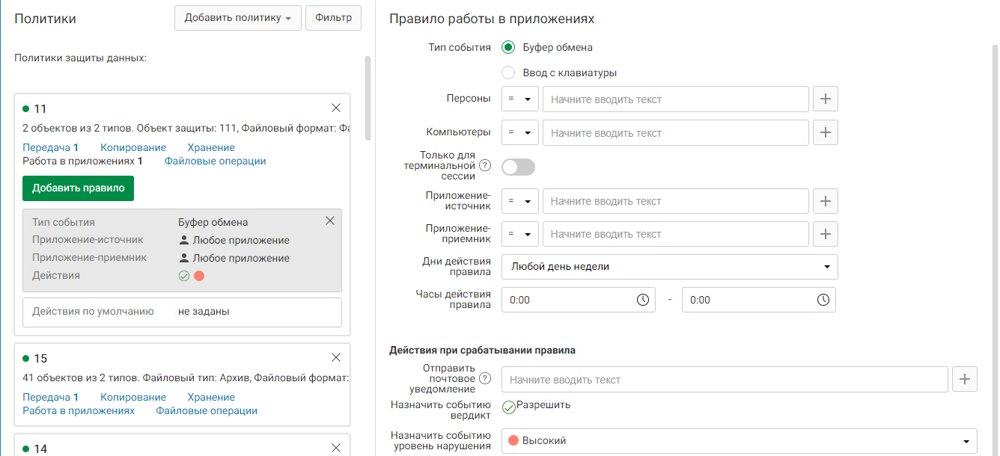 Политики
Добавить политику
Фильтр
Политики защиты данных:
11
2 объектов из 2 типов. Объект защиты: 111, Файловый формат: Фа
Передача 1 Копирование Хранение
Работа в приложениях 1 Файловые операции
Добавить правило
Тип события Буфер обмена
Приложение-источник Любое приложение
Приложение-приемник Любое приложение
Действия
Действия по умолчанию не заданы
15
41 объектов из 2 типов. Файловый тип: Архив, Файловый формат:
Передача 1 Копирование Хранение
Работа в приложениях Файловые операции
14
Правило работы в приложениях
Тип события Буфер обмена
Ввод с клавиатуры
Персоны = Начните вводить текст +
Компьютеры = Начните вводить текст +
Только для
терминальной ?
сессии
Приложение-
источник = Начните вводить текст +
Приложение-
приемник = Начните вводить текст +
Дни действия
правила Любой день недели
Часы действия
правила 0:00 - 0:00
Действия при срабатывании правила
Отправить
почтовое ? Начните вводить текст +
уведомление
Назначить событию
вердикт Разрешить
Назначить событию
уровень нарушения Высокий